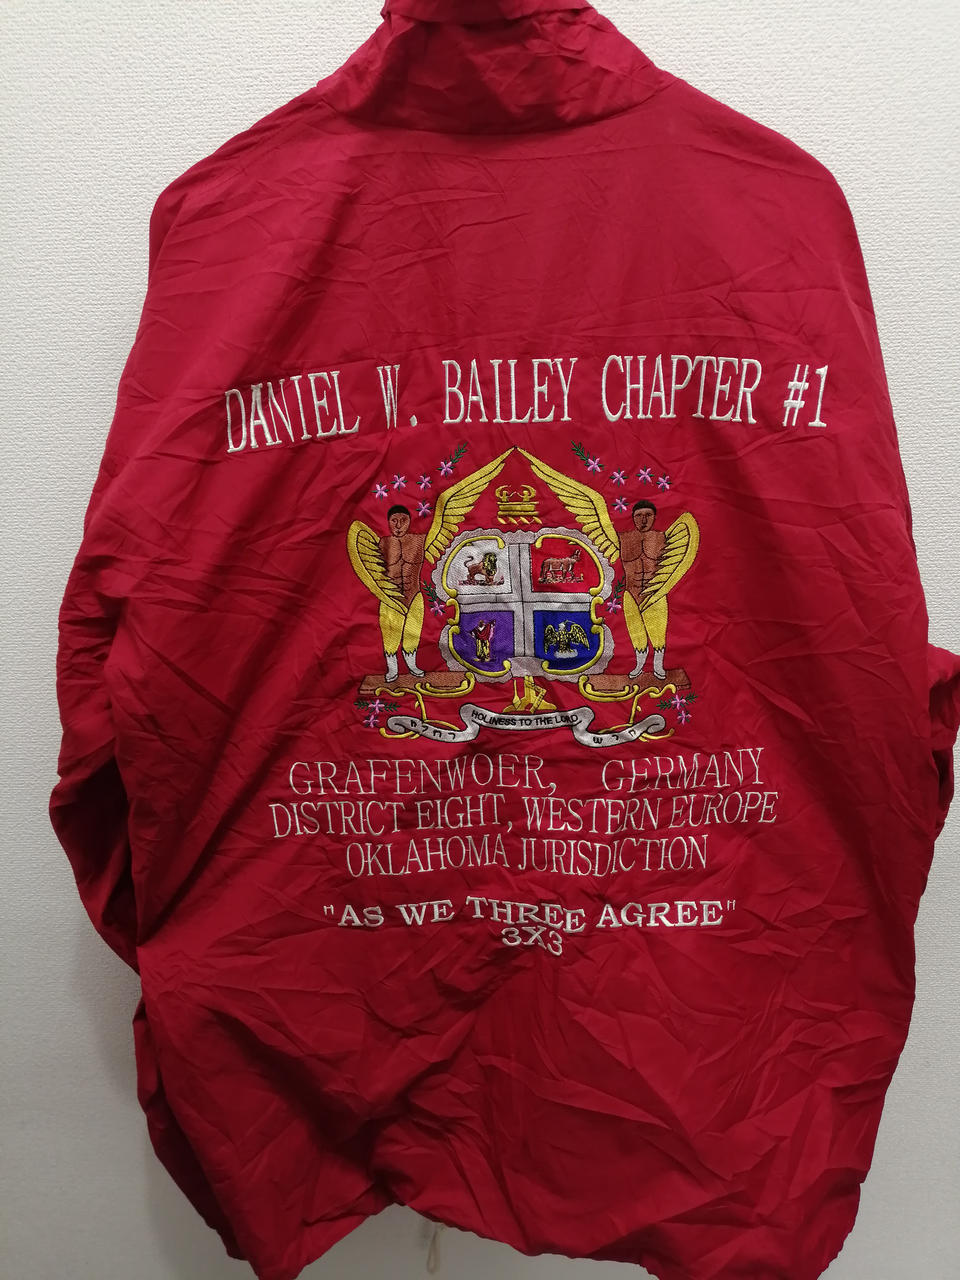 DANIEL W. BAILEY CHAPTER #1
HOLINESS TO THE LORD
GRAFENWOER, GERMANY
DISTRICT EIGHT, WESTERN EUROPE
OKLAHOMA JURISDICTION
"AS WE THREE AGREE"
3X3